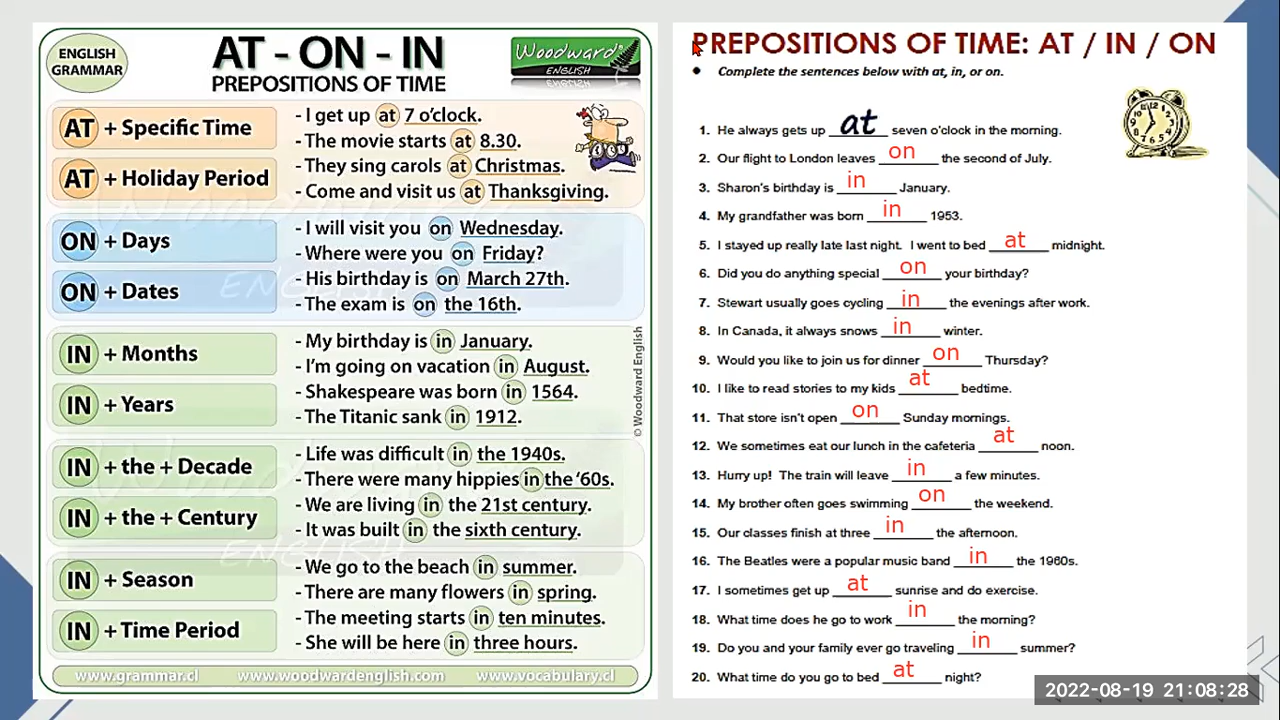 ENGLISH
GRAMMAR
AT - ON - IN
PREPOSITIONS OF TIME
Woodward®
ENGLISH
AT + Specific Time
- I get up at 7 o'clock.
- The movie starts at 8.30.
AT + Holiday Period
- They sing carols at Christmas.
- Come and visit us at Thanksgiving.
ON + Days
- I will visit you on Wednesday.
- Where were you on Friday?
ON + Dates
- His birthday is on March 27th.
- The exam is on the 16th.
IN + Months
- My birthday is in January.
- I'm going on vacation in August.
IN + Years
- Shakespeare was born in 1564.
- The Titanic sank in 1912.
IN + the + Decade
- Life was difficult in the 1940s.
- There were many hippies in the '60s.
IN + the + Century
- We are living in the 21st century.
- It was built in the sixth century.
IN + Season
- We go to the beach in summer.
- There are many flowers in spring.
IN + Time Period
- The meeting starts in ten minutes.
- She will be here in three hours.
© Woodward English
www.grammar.cl www.woodwardenglish.com www.vocabulary.cl
PREPOSITIONS OF TIME: AT / IN / ON
• Complete the sentences below with at, in, or on.
1. He always gets up at seven o'clock in the morning.
2. Our flight to London leaves on the second of July.
3. Sharon's birthday is in January.
4. My grandfather was born in 1953.
5. I stayed up really late last night. I went to bed at midnight.
6. Did you do anything special on your birthday?
7. Stewart usually goes cycling in the evenings after work.
8. In Canada, it always snows in winter.
9. Would you like to join us for dinner on Thursday?
10. I like to read stories to my kids at bedtime.
11. That store isn't open on Sunday mornings.
12. We sometimes eat our lunch in the cafeteria at noon.
13. Hurry up! The train will leave in a few minutes.
14. My brother often goes swimming on the weekend.
15. Our classes finish at three in the afternoon.
16. The Beatles were a popular music band in the 1960s.
17. I sometimes get up at sunrise and do exercise.
18. What time does he go to work in the morning?
19. Do you and your family ever go traveling in summer?
20. What time do you go to bed at night?
2022-08-19 21:08:28